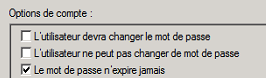 Options de compte :
L'utilisateur devra changer le mot de passe
L'utilisateur ne peut pas changer de mot de passe
Le mot de passe n'expire jamais